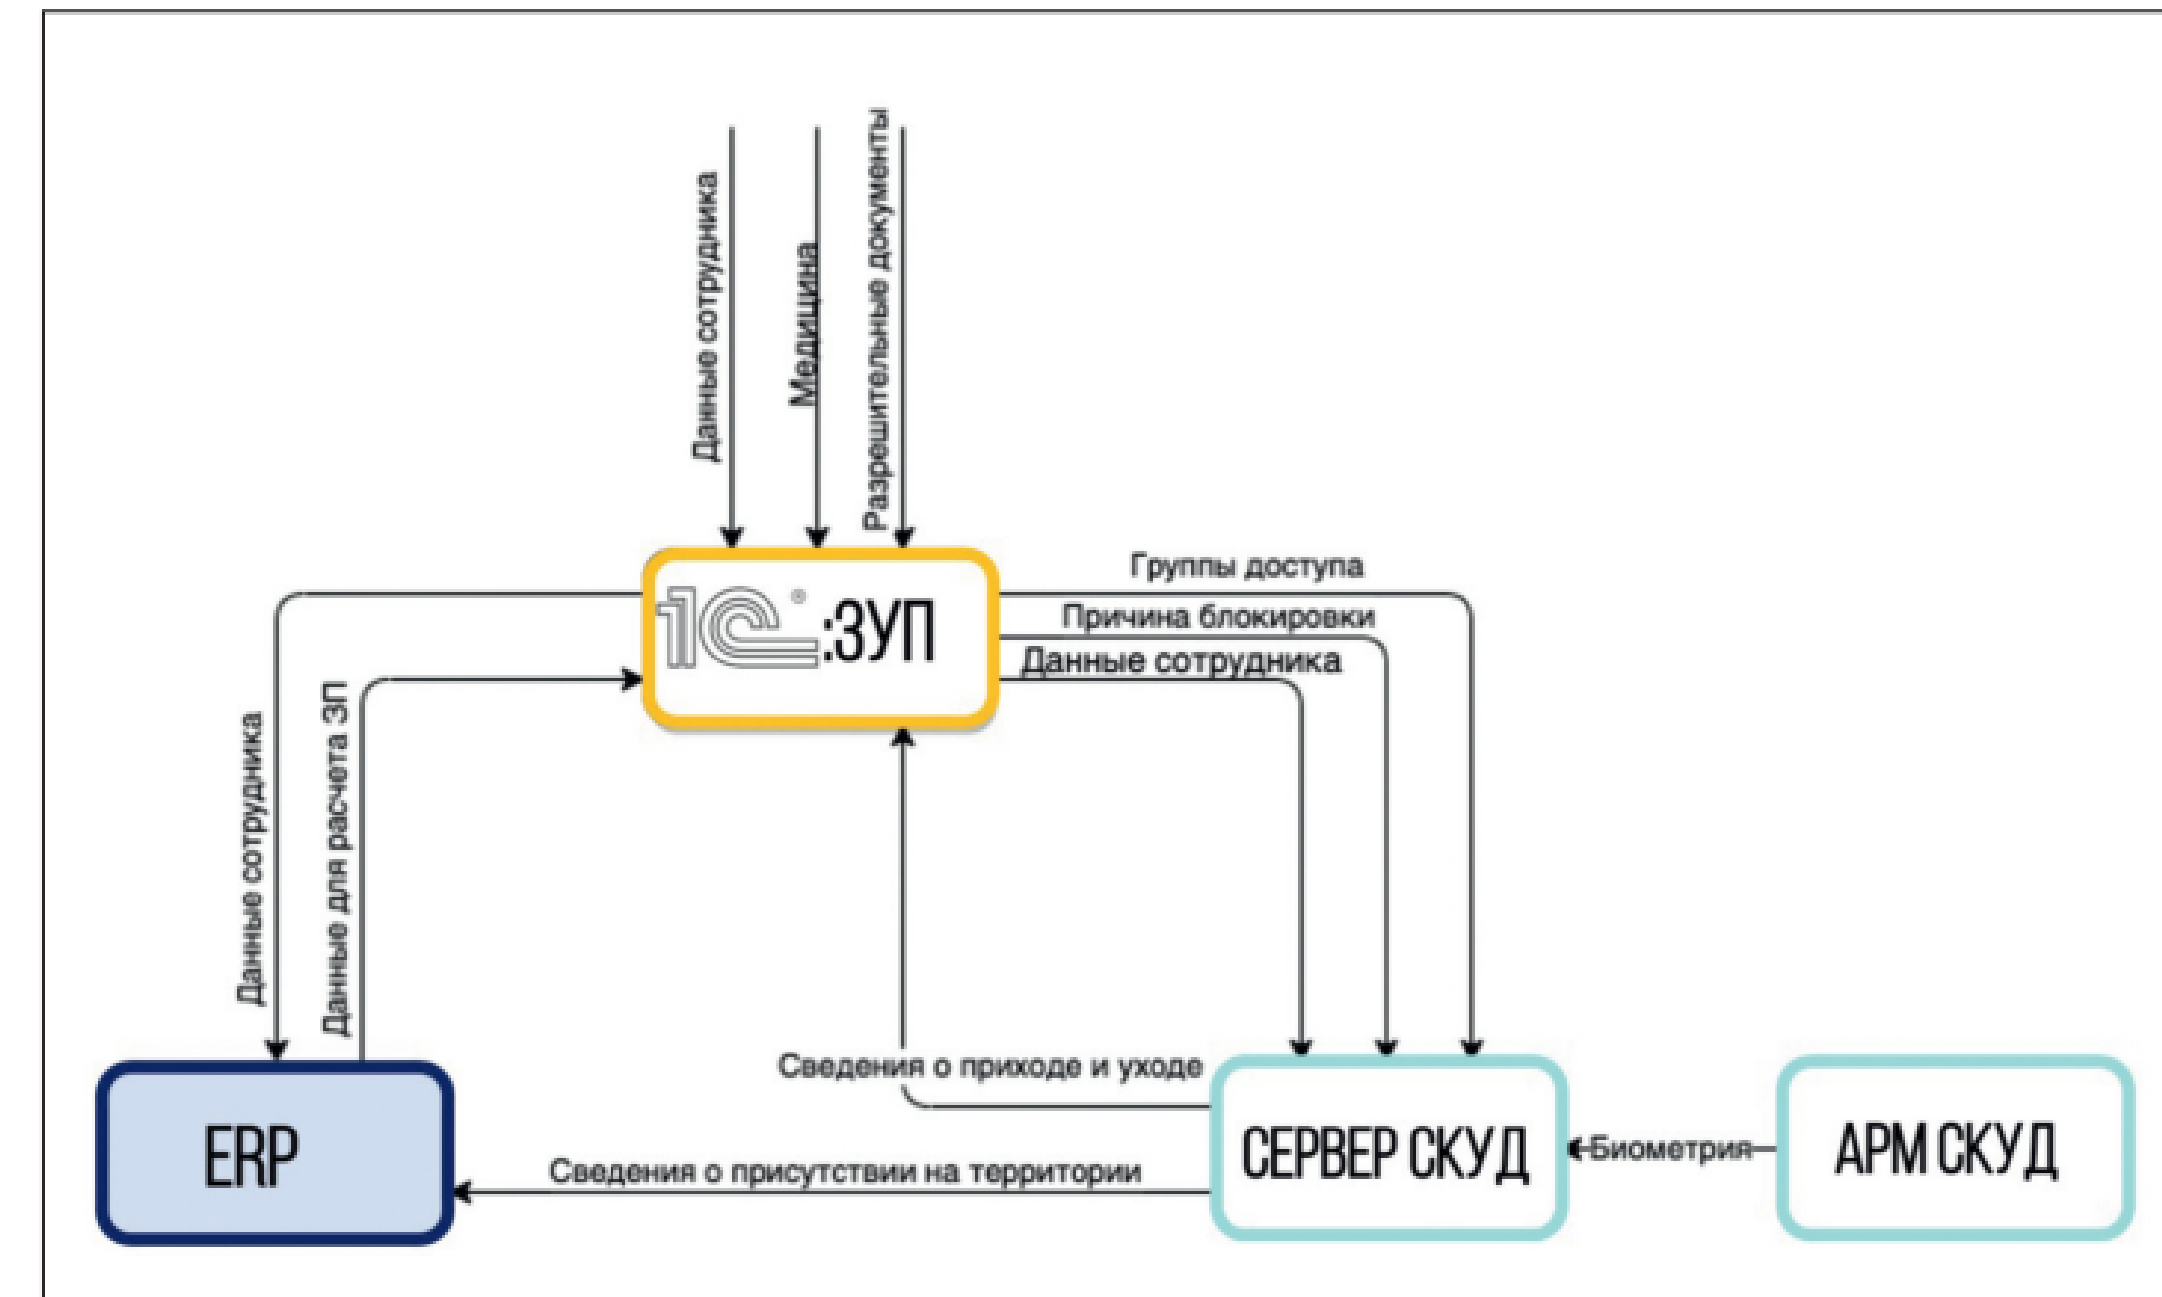 Данные сотрудника
Медицина
Разрешительные документы
Группы доступа
1С® :ЗУП
Причина блокировки
Данные сотрудника
Данные сотрудника
Данные для расчета ЗП
Сведения о приходе и уходе
ERP
Сведения о присутствии на территории
СЕРВЕР СКУД
Биометрия
АРМ СКУД